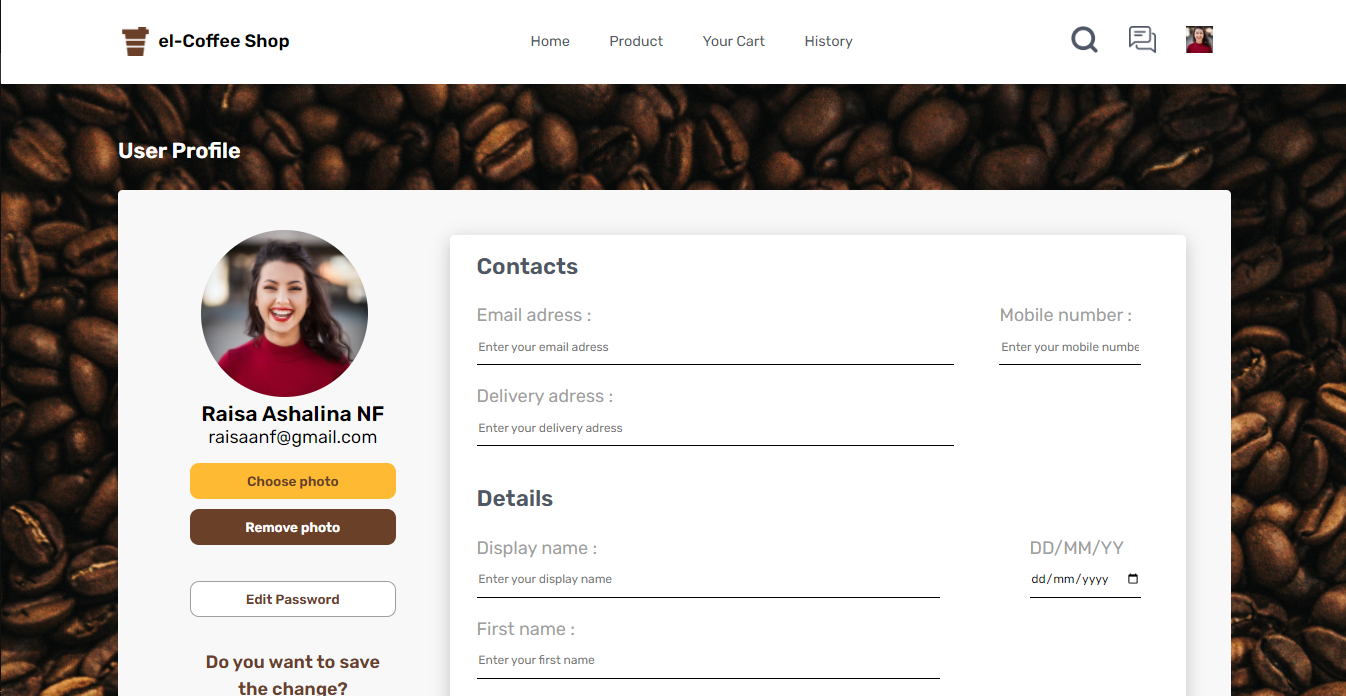 el-Coffee Shop
Home
Product
Your Cart
History
User Profile
Raisa Ashalina NF
raisaanf@gmail.com
Choose photo
Remove photo
Edit Password
Do you want to save
the change?
Contacts
Email adress :
Enter your email adress
Mobile number :
Enter your mobile numbe
Delivery adress :
Enter your delivery adress
Details
Display name :
Enter your display name
DD/MM/YY
dd/mm/yyyy
First name :
Enter your first name